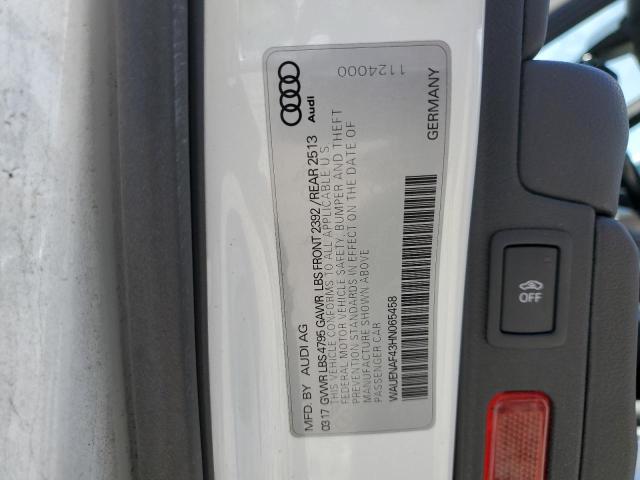 MFD. BY AUDI AG
Audi
03 17 GVWR LBS 4795 GAWR LBS FRONT 2392 / REAR 2513
THIS VEHICLE CONFORMS TO ALL APPLICABLE U.S.
FEDERAL MOTOR VEHICLE SAFETY, BUMPER AND THEFT
PREVENTION STANDARDS IN EFFECT ON THE DATE OF
MANUFACTURE SHOWN ABOVE
PASSENGER CAR
WAUENAF43HN065458
GERMANY
1124000
OFF